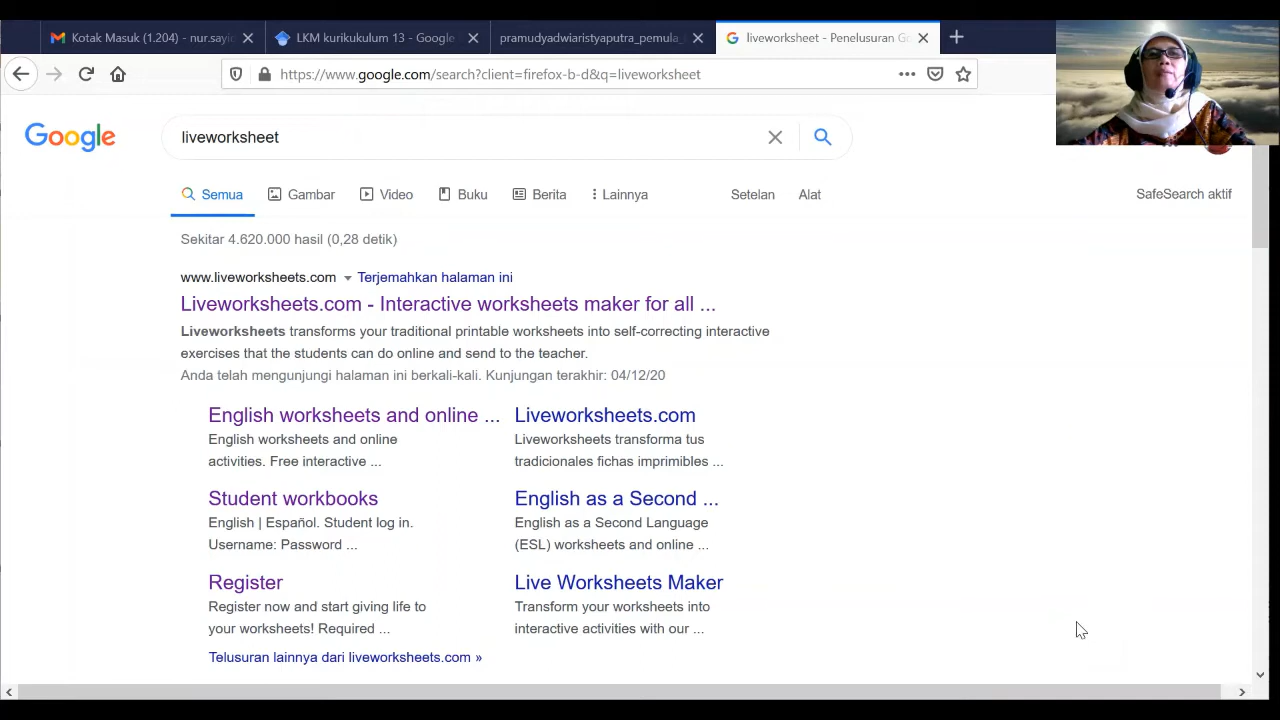 Kotak Masuk (1.204) - nur.sayid
LKM kurikukulum 13 - Google
pramudyadwiaristyaputra_pemula_
liveworksheet - Penelusuran Go
https://www.google.com/search?client=firefox-b-d&q=liveworksheet
Google
liveworksheet
Semua Gambar Video Buku Berita Lainnya Setelan Alat SafeSearch aktif
Sekitar 4.620.000 hasil (0,28 detik)
www.liveworksheets.com Terjemahkan halaman ini
Liveworksheets.com - Interactive worksheets maker for all ...
Liveworksheets transforms your traditional printable worksheets into self-correcting interactive
exercises that the students can do online and send to the teacher.
Anda telah mengunjungi halaman ini berkali-kali. Kunjungan terakhir: 04/12/20
English worksheets and online ...
English worksheets and online
activities. Free interactive ...
Liveworksheets.com
Liveworksheets transforma tus
tradicionales fichas imprimibles ...
Student workbooks
English | Español. Student log in.
Username: Password ...
English as a Second ...
English as a Second Language
(ESL) worksheets and online ...
Register
Register now and start giving life to
your worksheets! Required ...
Live Worksheets Maker
Transform your worksheets into
interactive activities with our ...
Telusuran lainnya dari liveworksheets.com »